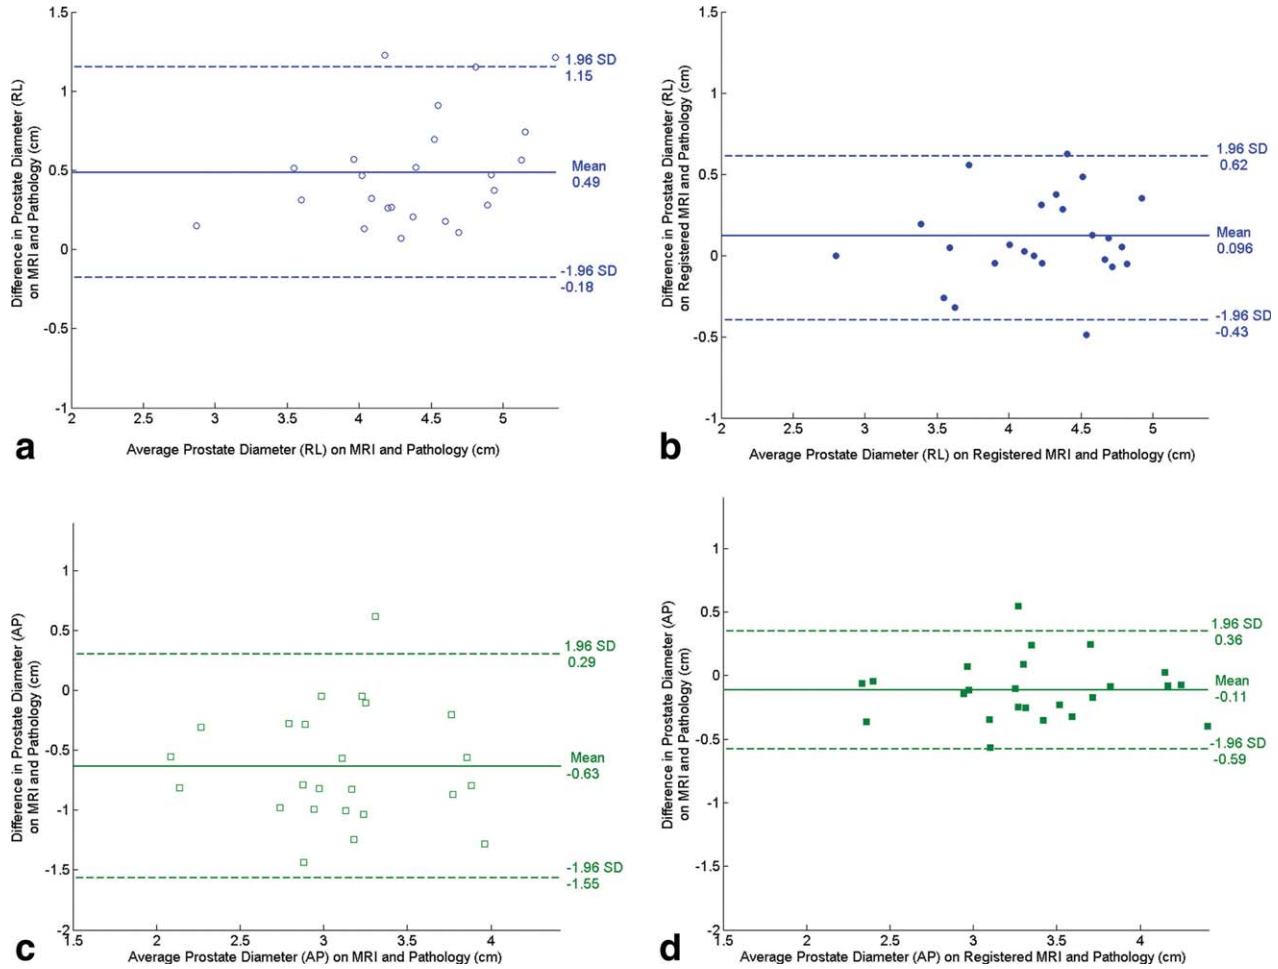 1.5
1
0.5
0
-0.5
-1
2
2.5
3
3.5
4
4.5
5
Difference in Prostate Diameter (RL)
on MRI and Pathology (cm)
1.96 SD
1.15
Mean
0.49
-1.96 SD
-0.18
a
Average Prostate Diameter (RL) on MRI and Pathology (cm)
1.5
1
0.5
0
-0.5
-1
2
2.5
3
3.5
4
4.5
5
Difference in Prostate Diameter (RL)
on Registered MRI and Pathology (cm)
1.96 SD
0.62
Mean
0.096
-1.96 SD
-0.43
b
Average Prostate Diameter (RL) on Registered MRI and Pathology (cm)
1
0.5
0
-0.5
-1
-1.5
-2
1.5
2
2.5
3
3.5
4
Difference in Prostate Diameter (AP)
on MRI and Pathology (cm)
1.96 SD
0.29
Mean
-0.63
-1.96 SD
-1.55
c
Average Prostate Diameter (AP) on MRI and Pathology (cm)
1
0.5
0
-0.5
-1
-1.5
-2
1.5
2
2.5
3
3.5
4
Difference in Prostate Diameter (AP)
on MRI and Pathology (cm)
1.96 SD
0.36
Mean
-0.11
-1.96 SD
-0.59
d
Average Prostate Diameter (AP) on Registered MRI and Pathology (cm)